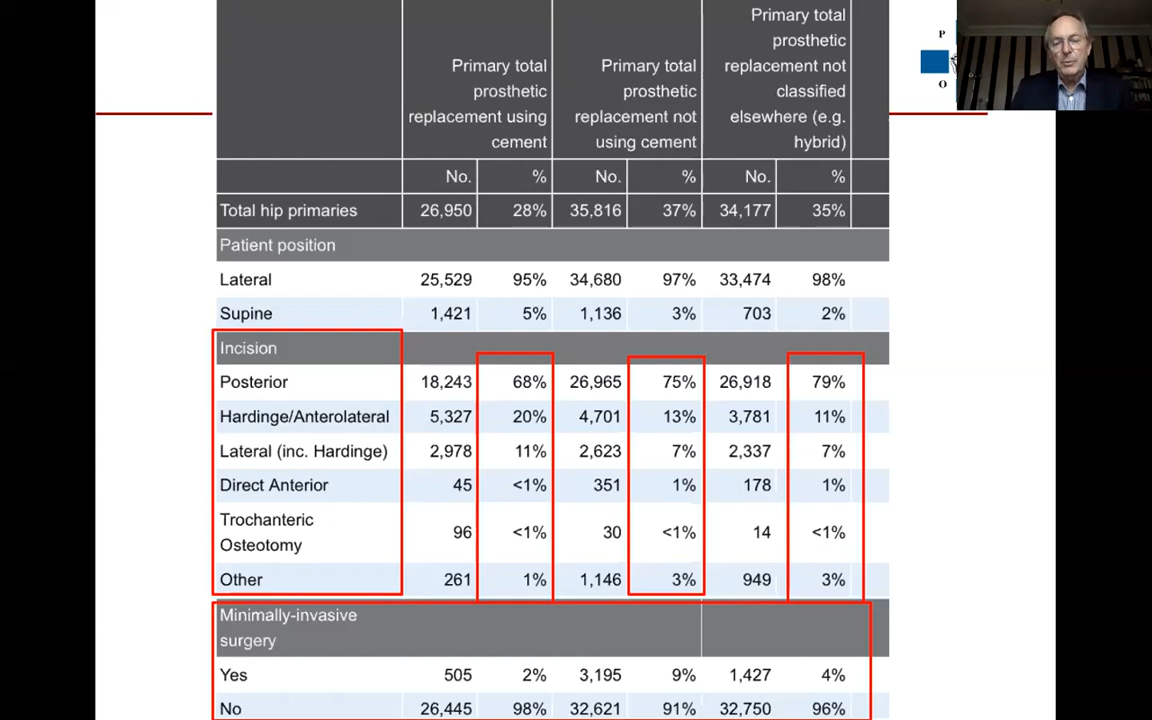 P
O
Primary total
prosthetic
replacement using
cement
Primary total
prosthetic
replacement not
using cement
Primary total
prosthetic
replacement not
classified
elsewhere (e.g.
hybrid)
No. % No. % No. %
Total hip primaries 26,950 28% 35,816 37% 34,177 35%
Patient position
Lateral 25,529 95% 34,680 97% 33,474 98%
Supine 1,421 5% 1,136 3% 703 2%
Incision
Posterior 18,243 68% 26,965 75% 26,918 79%
Hardinge/Anterolateral 5,327 20% 4,701 13% 3,781 11%
Lateral (inc. Hardinge) 2,978 11% 2,623 7% 2,337 7%
Direct Anterior 45 <1% 351 1% 178 1%
Trochanteric
Osteotomy 96 <1% 30 <1% 14 <1%
Other 261 1% 1,146 3% 949 3%
Minimally-invasive
surgery
Yes 505 2% 3,195 9% 1,427 4%
No 26,445 98% 32,621 91% 32,750 96%